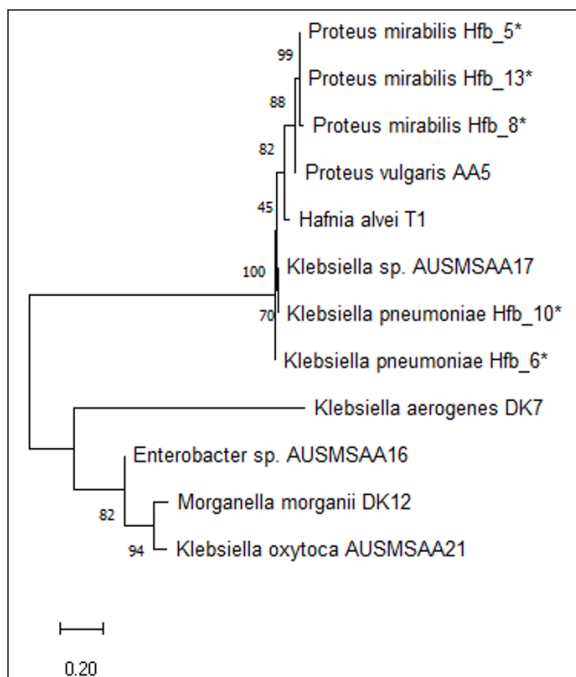 Proteus mirabilis Hfb_5*
99
Proteus mirabilis Hfb_13*
88
Proteus mirabilis Hfb_8*
82
Proteus vulgaris AA5
45
Hafnia alvei T1
100
Klebsiella sp. AUSMSAA17
70
Klebsiella pneumoniae Hfb_10*
Klebsiella pneumoniae Hfb_6*
Klebsiella aerogenes DK7
Enterobacter sp. AUSMSAA16
82
Morganella morganii DK12
94
Klebsiella oxytoca AUSMSAA21
0.20